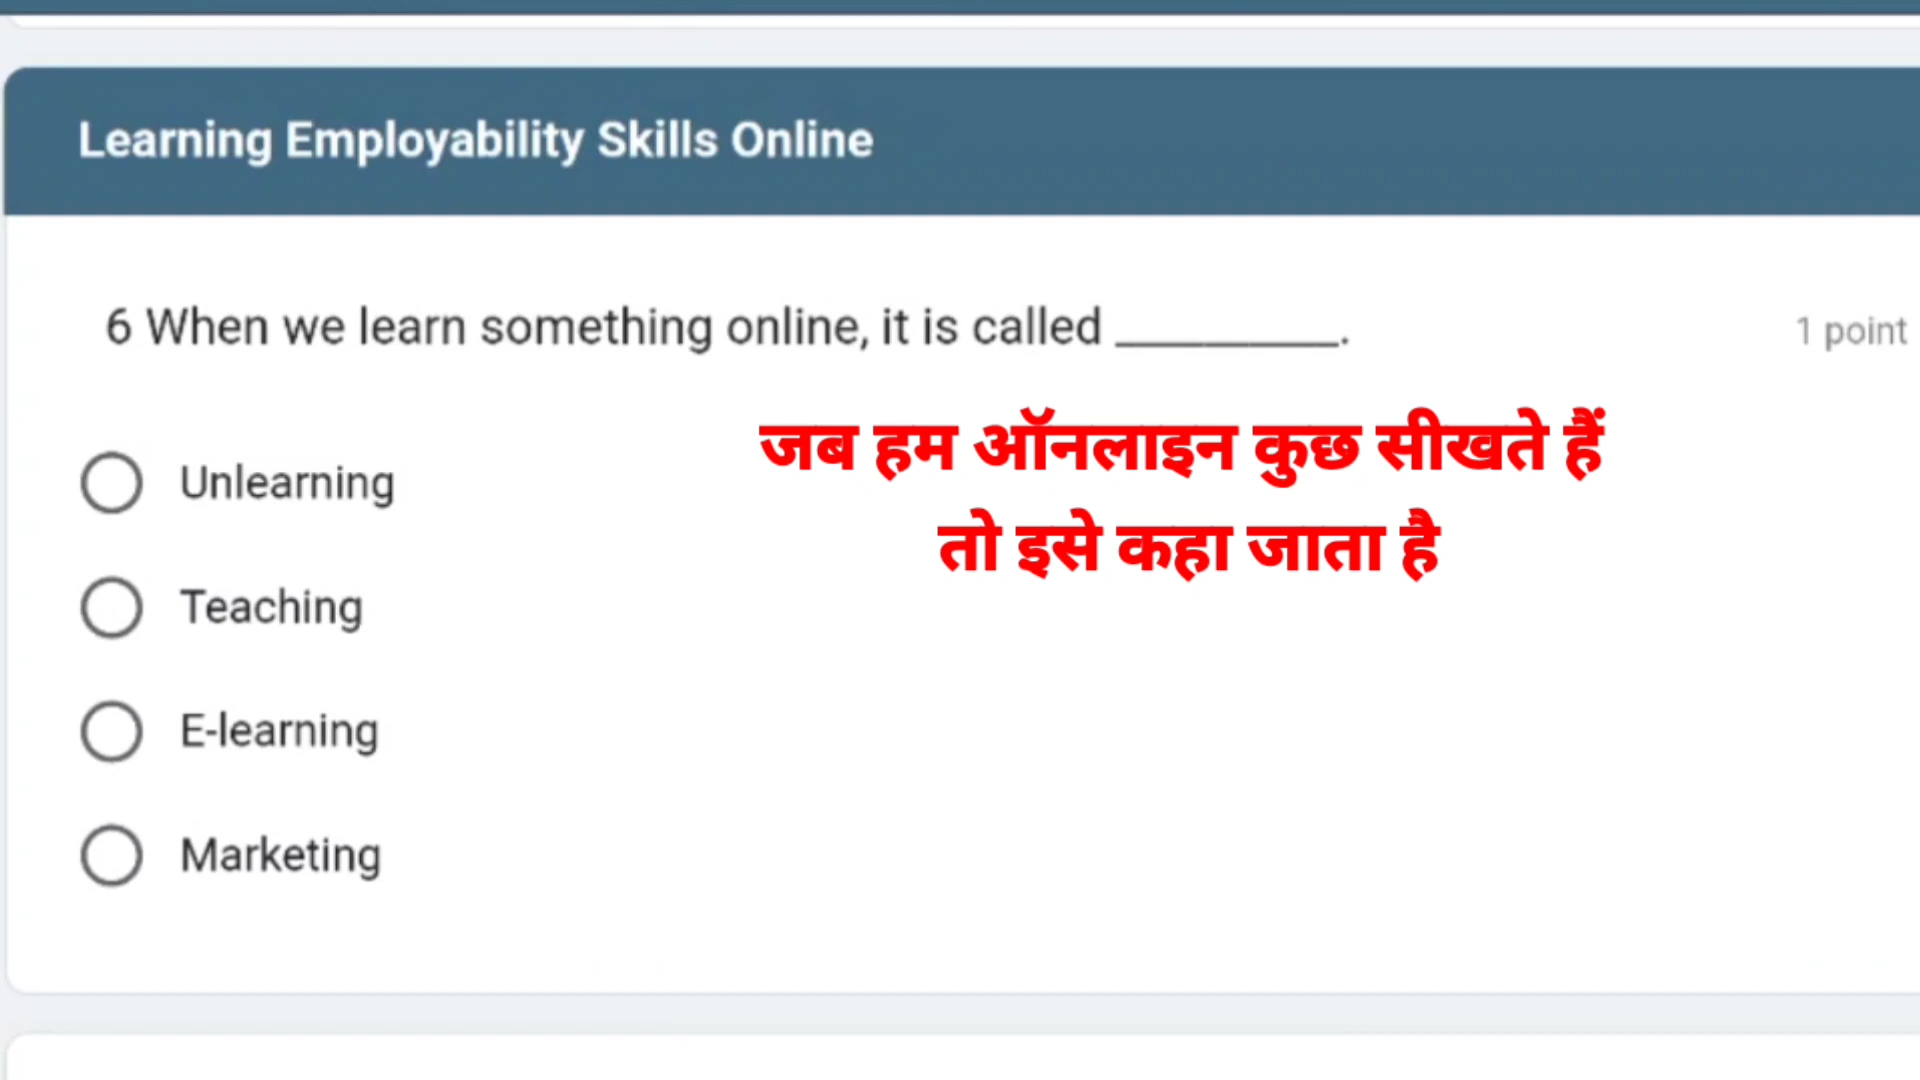 Learning Employability Skills Online
6 When we learn something online, it is called __________.
1 point
जब हम ऑनलाइन कुछ सीखते हैं
तो इसे कहा जाता है
Unlearning
Teaching
E-learning
Marketing